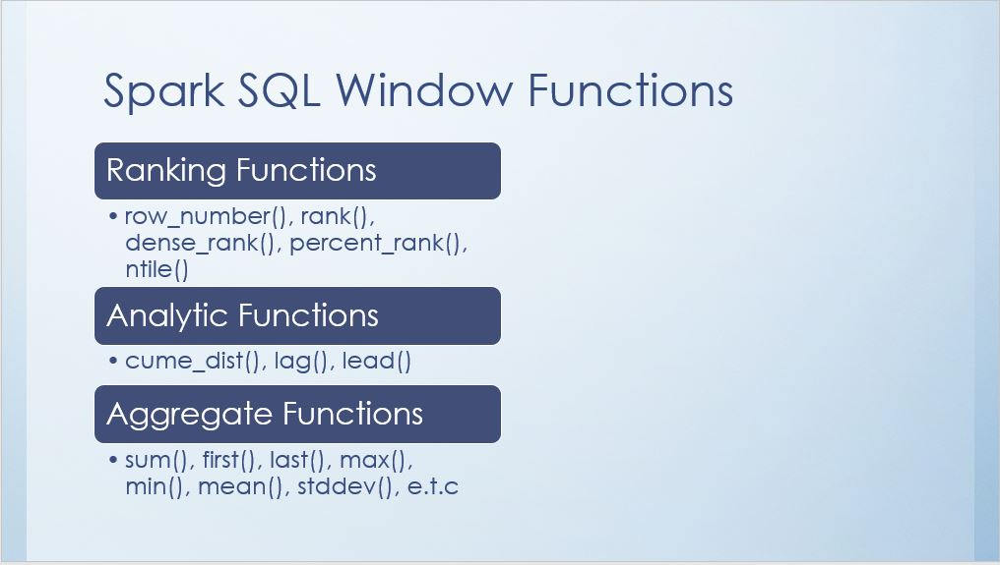 Spark SQL Window Functions
Ranking Functions
• row_number(), rank(),
dense_rank(), percent_rank(),
ntile()
Analytic Functions
• cume_dist(), lag(), lead()
Aggregate Functions
• sum(), first(), last(), max(),
min(), mean(), stddev(), e.t.c